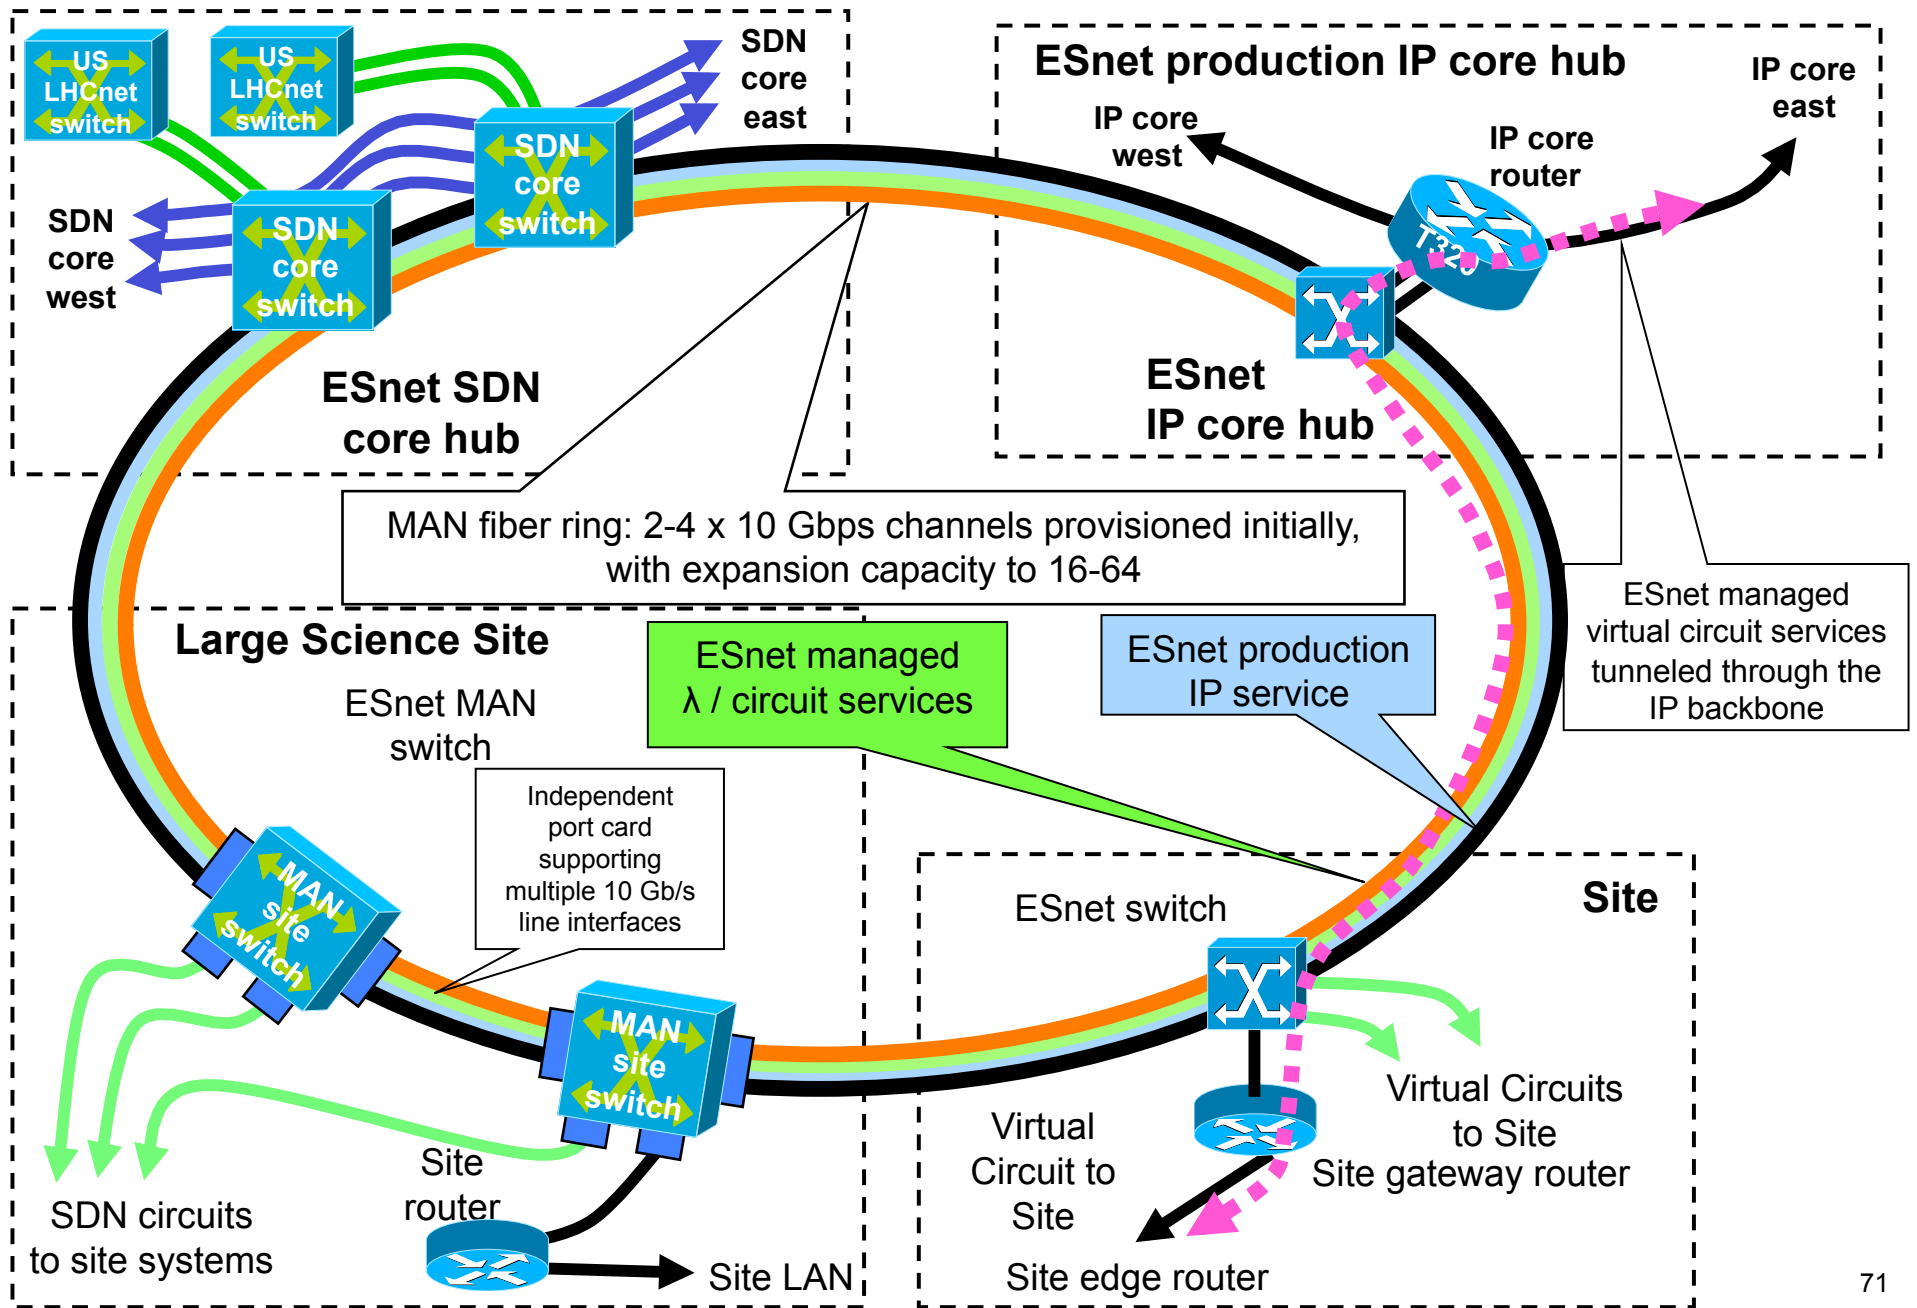 US
LHCnet
switch
US
LHCnet
switch
SDN
core
east
SDN
core
switch
SDN
core
west
SDN
core
switch
ESnet SDN
core hub
ESnet production IP core hub
IP core
west
IP core
router
IP core
east
T320
ESnet
IP core hub
MAN fiber ring: 2-4 x 10 Gbps channels provisioned initially,
with expansion capacity to 16-64
ESnet managed
virtual circuit services
tunneled through the
IP backbone
Large Science Site
ESnet MAN
switch
ESnet managed
λ / circuit services
ESnet production
IP service
Independent
port card
supporting
multiple 10 Gb/s
line interfaces
MAN
site
switch
MAN
site
switch
SDN circuits
to site systems
Site
router
Site LAN
Site
ESnet switch
Virtual
Circuit to
Site
Virtual Circuits
to Site
Site gateway router
Site edge router
71